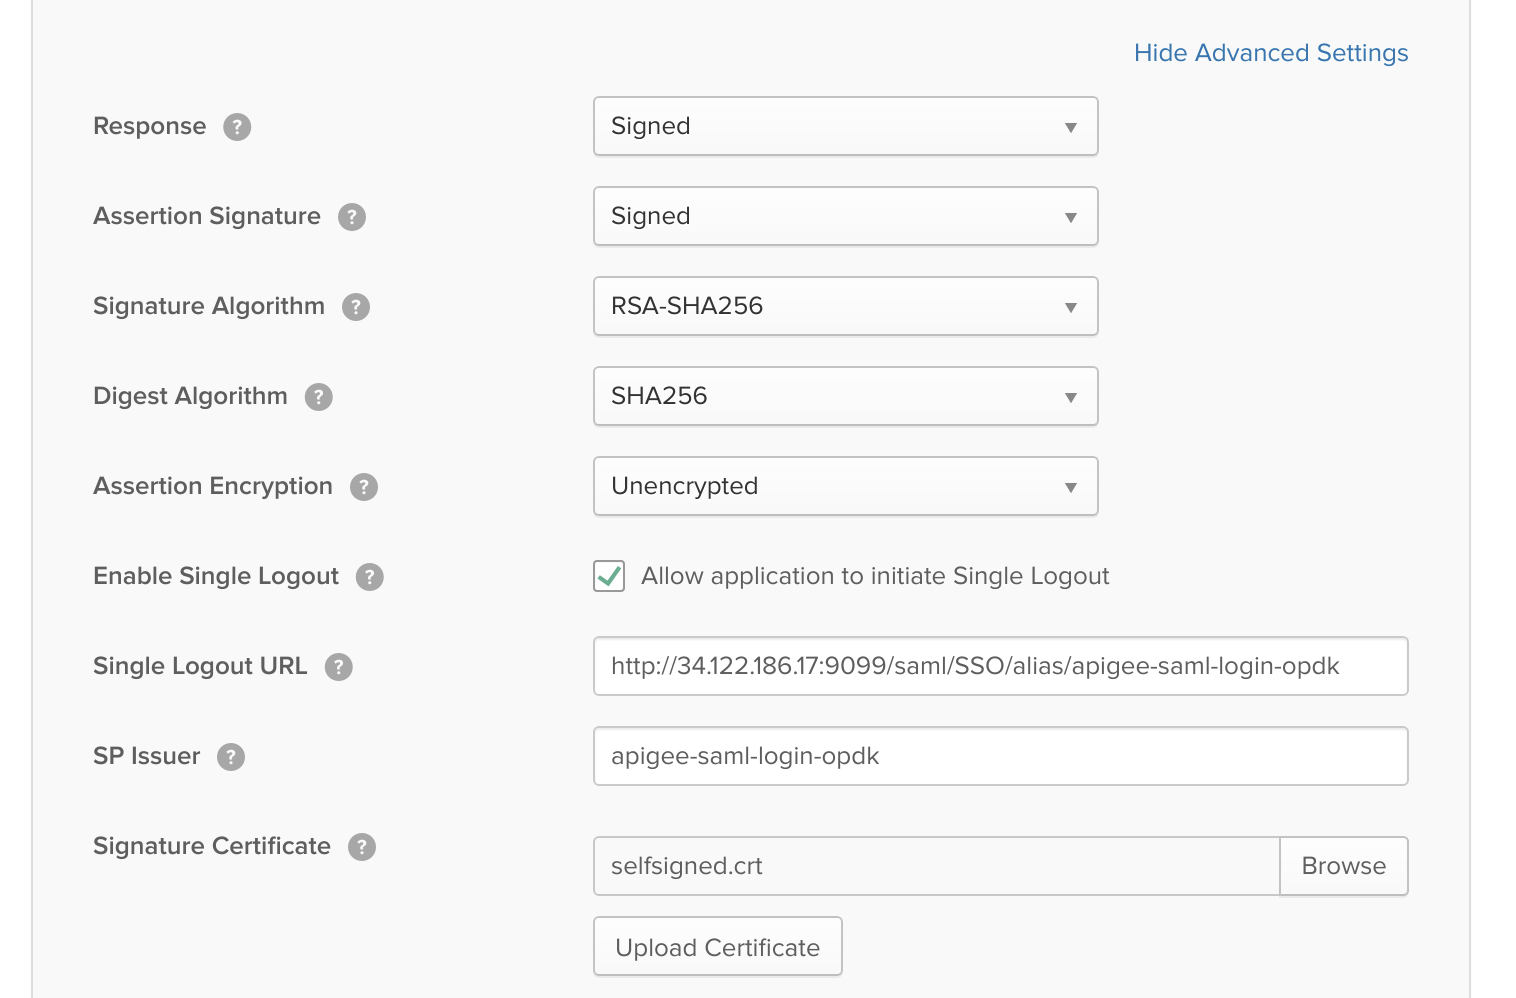 Hide Advanced Settings
Response ? Signed
Assertion Signature ? Signed
Signature Algorithm ? RSA-SHA256
Digest Algorithm ? SHA256
Assertion Encryption ? Unencrypted
Enable Single Logout ? Allow application to initiate Single Logout
Single Logout URL ? http://34.122.186.17:9099/saml/SSO/alias/apigee-saml-login-opdk
SP Issuer ? apigee-saml-login-opdk
Signature Certificate ? selfsigned.crt Browse
Upload Certificate